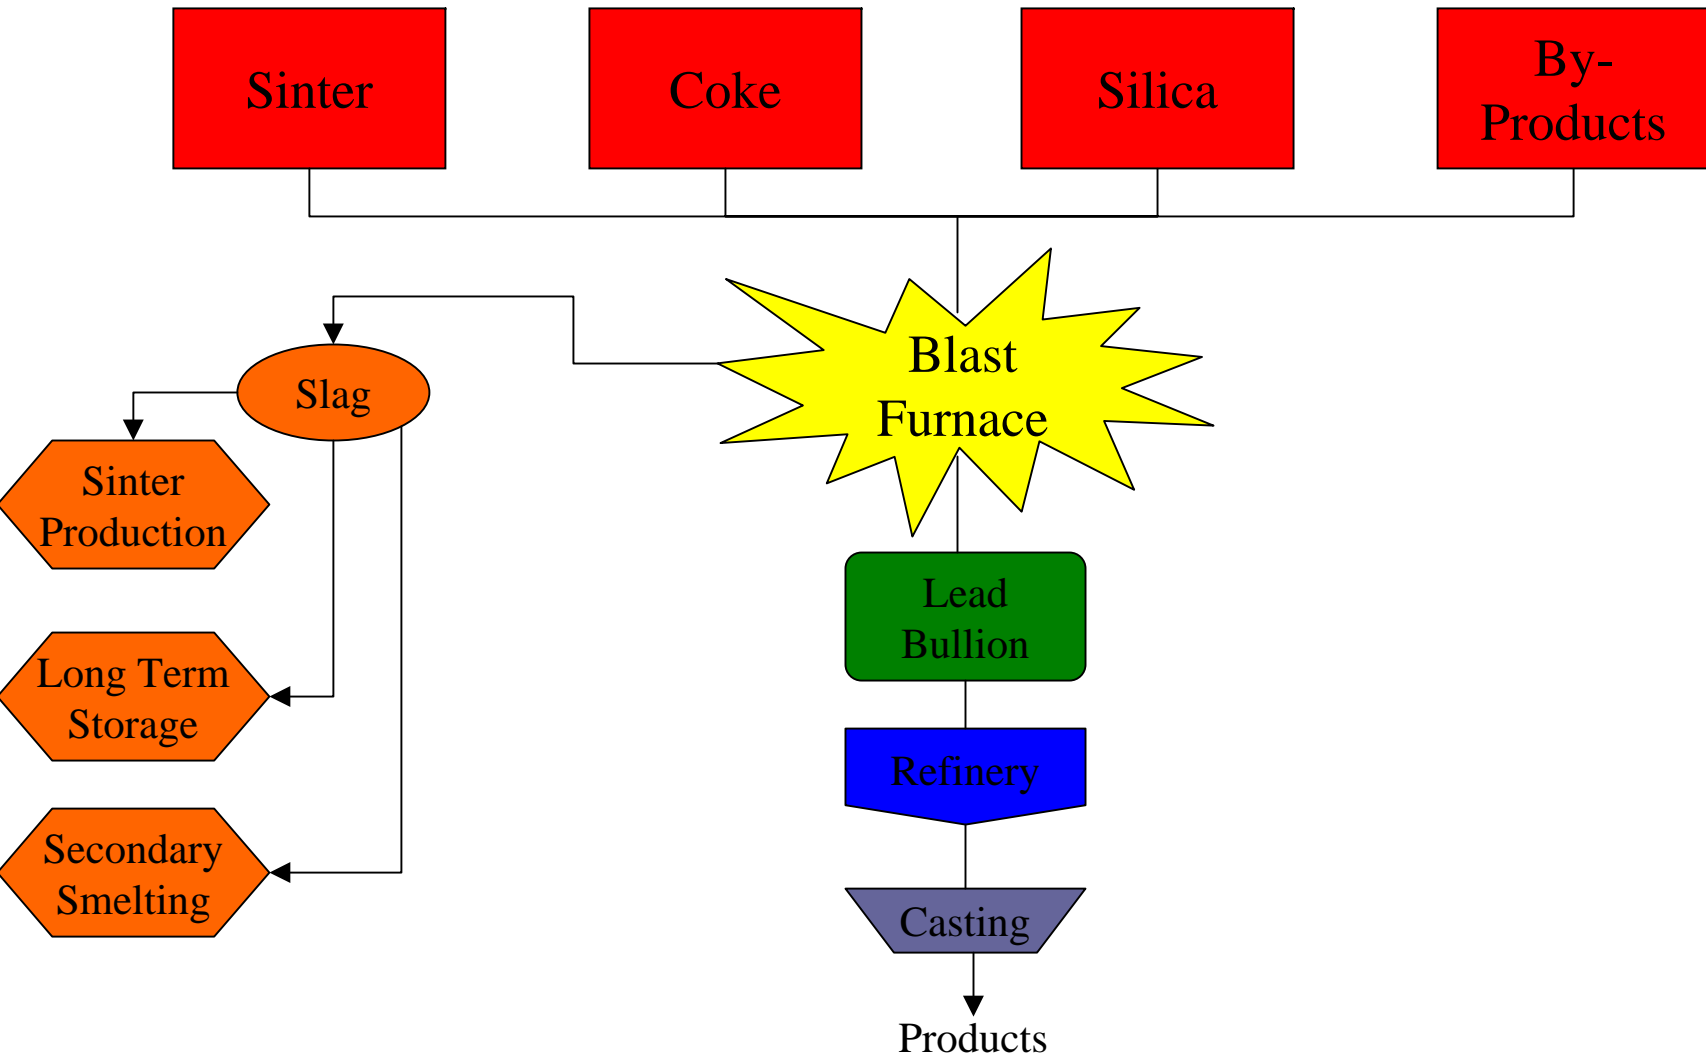 Sinter
Coke
Silica
By-
Products
Blast
Furnace
Slag
Sinter
Production
Lead
Bullion
Long Term
Storage
Refinery
Secondary
Smelting
Casting
Products